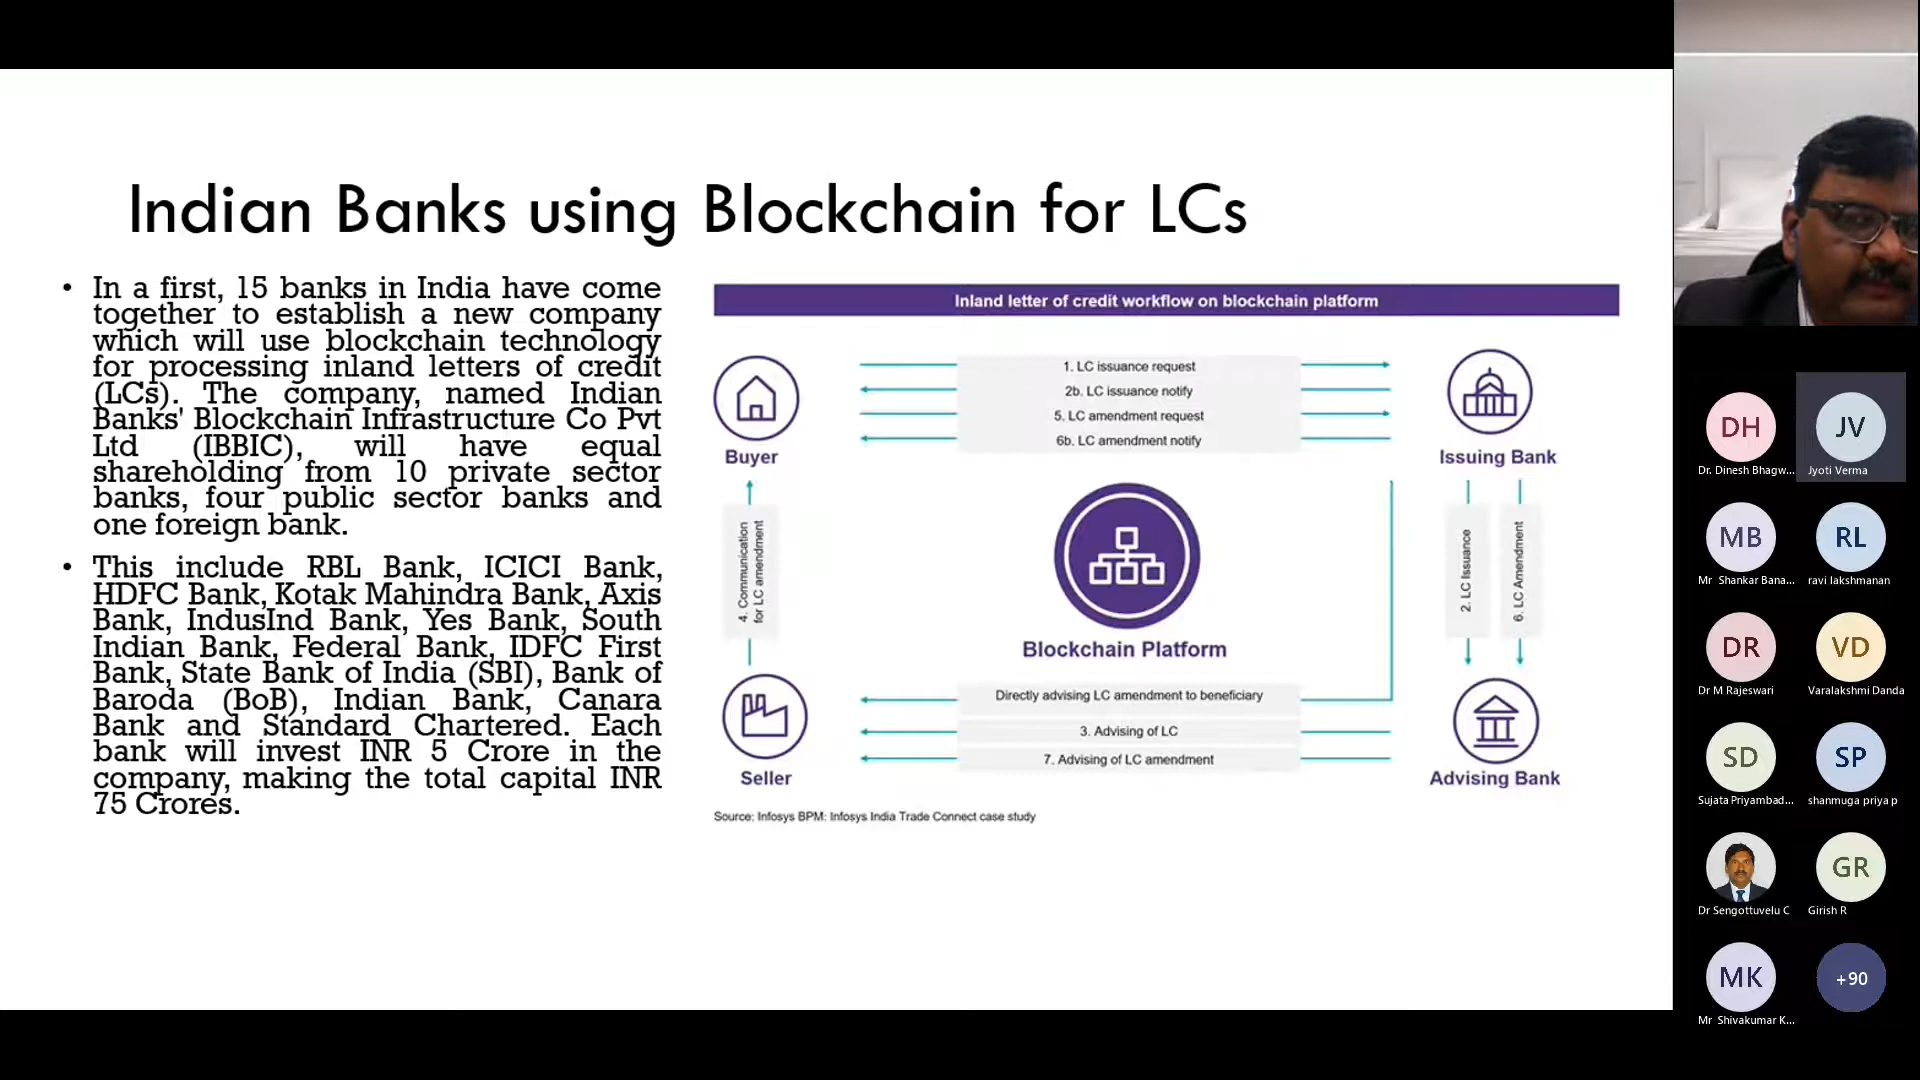 Indian Banks using Blockchain for LCs
• In a first, 15 banks in India have come
together to establish a new company
which will use blockchain technology
for processing inland letters of credit
(LCs). The company, named Indian
Banks' Blockchain Infrastructure Co Pvt
Ltd (IBBIC), will have equal
shareholding from 10 private sector
banks, four public sector banks and
one foreign bank.
• This include RBL Bank, ICICI Bank,
HDFC Bank, Kotak Mahindra Bank, Axis
Bank, IndusInd Bank, Yes Bank, South
Indian Bank, Federal Bank, IDFC First
Bank, State Bank of India (SBI), Bank of
Baroda (BoB), Indian Bank, Canara
Bank and Standard Chartered. Each
bank will invest INR 5 Crore in the
company, making the total capital INR
75 Crores.
Inland letter of credit workflow on blockchain platform
1. LC issuance request
2b. LC issuance notify
5. LC amendment request
6b. LC amendment notify
Buyer
Issuing Bank
4. Communication
for LC amendment
2. LC Issuance
6. LC Amendment
Blockchain Platform
Directly advising LC amendment to beneficiary
3. Advising of LC
7. Advising of LC amendment
Seller
Advising Bank
Source: Infosys BPM: Infosys India Trade Connect case study
DH
Dr. Dinesh Bhagw...
JV
Jyoti Verma
MB
Mr Shankar Bana...
RL
ravi lakshmanan
DR
Dr M Rajeswari
VD
Varalakshmi Danda
SD
Sujata Priyambad...
SP
shanmuga priya p
Dr Sengottuvelu C
GR
Girish R
MK
Mr Shivakumar K...
+90